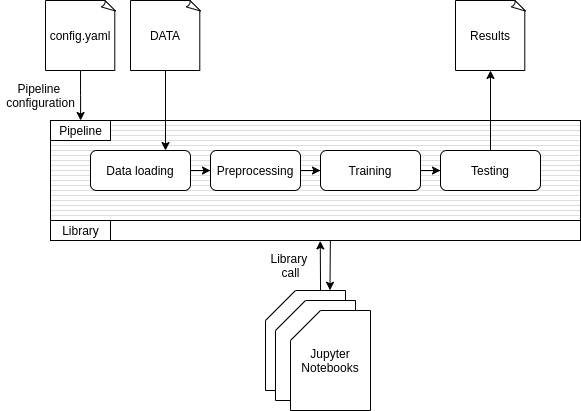 config.yaml
DATA
Results
Pipeline
configuration
Pipeline
Data loading
Preprocessing
Training
Testing
Library
Library
call
Jupyter
Notebooks